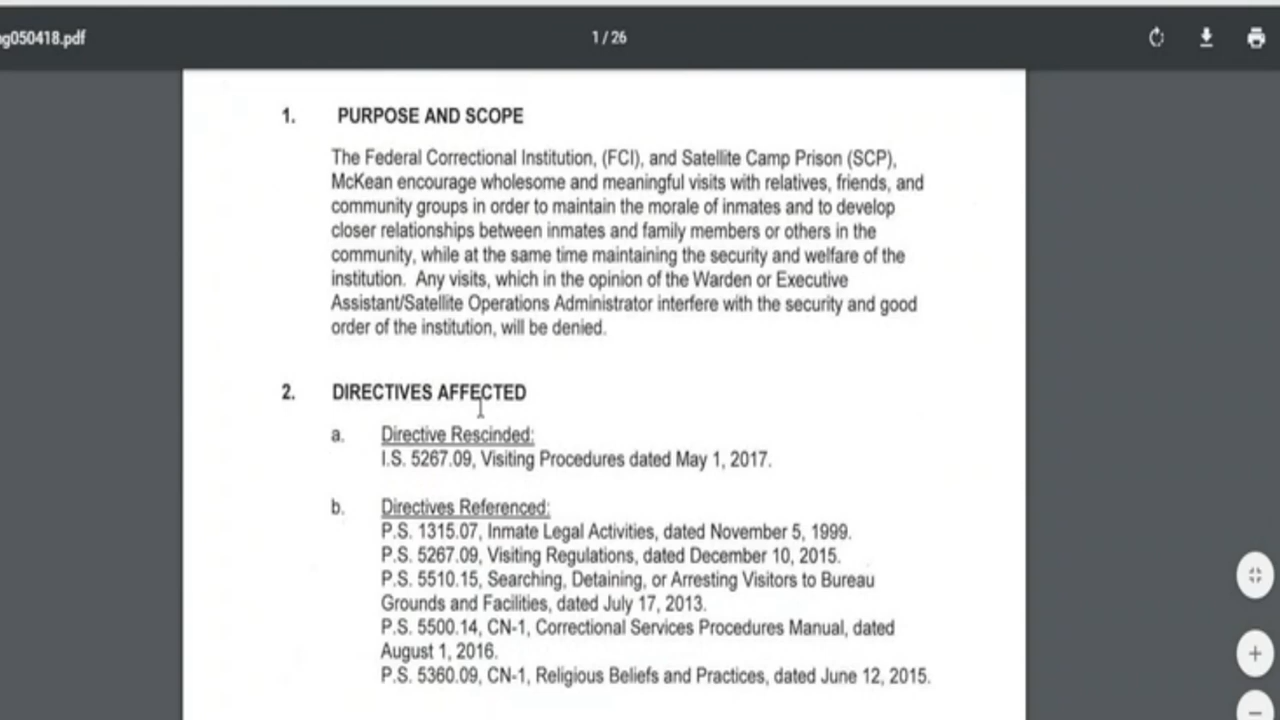 g050418.pdf
1 / 26
1. PURPOSE AND SCOPE
The Federal Correctional Institution, (FCI), and Satellite Camp Prison (SCP),
McKean encourage wholesome and meaningful visits with relatives, friends, and
community groups in order to maintain the morale of inmates and to develop
closer relationships between inmates and family members or others in the
community, while at the same time maintaining the security and welfare of the
institution. Any visits, which in the opinion of the Warden or Executive
Assistant/Satellite Operations Administrator interfere with the security and good
order of the institution, will be denied.
2. DIRECTIVES AFFECTED
a. Directive Rescinded:
I.S. 5267.09, Visiting Procedures dated May 1, 2017.
b. Directives Referenced:
P.S. 1315.07, Inmate Legal Activities, dated November 5, 1999.
P.S. 5267.09, Visiting Regulations, dated December 10, 2015.
P.S. 5510.15, Searching, Detaining, or Arresting Visitors to Bureau
Grounds and Facilities, dated July 17, 2013.
P.S. 5500.14, CN-1, Correctional Services Procedures Manual, dated
August 1, 2016.
P.S. 5360.09, CN-1, Religious Beliefs and Practices, dated June 12, 2015.